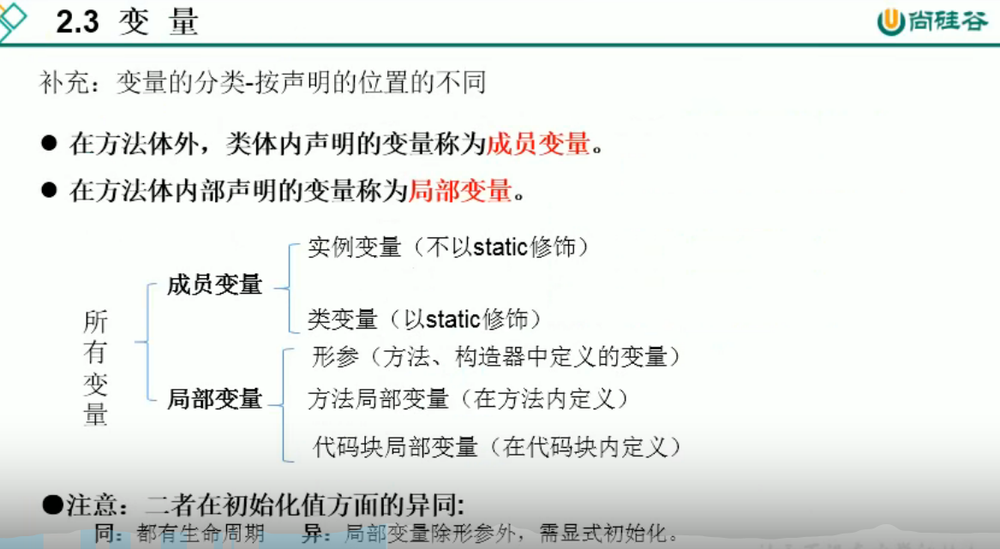 2.3 变 量
尚硅谷
补充：变量的分类-按声明的位置的不同
● 在方法体外，类体内声明的变量称为成员变量。
● 在方法体内部声明的变量称为局部变量。
所有变量
成员变量
实例变量（不以static修饰）
类变量（以static修饰）
局部变量
形参（方法、构造器中定义的变量）
方法局部变量（在方法内定义）
代码块局部变量（在代码块内定义）
●注意：二者在初始化值方面的异同:
同：都有生命周期 异：局部变量除形参外，需显式初始化。